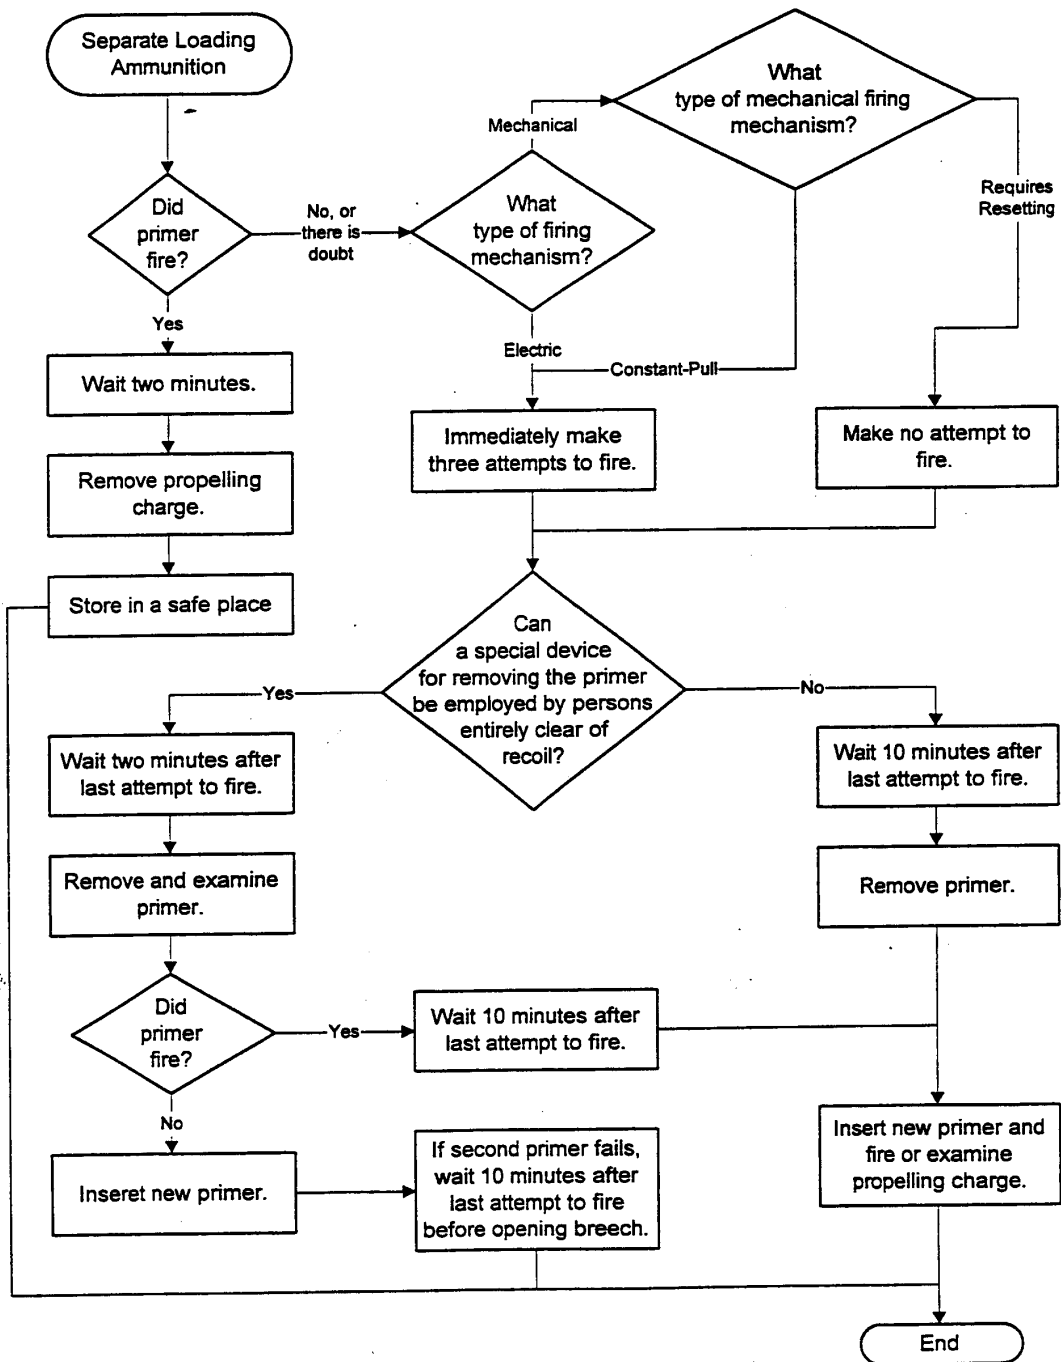 Separate Loading
Ammunition
What
type of mechanical firing
mechanism?
Mechanical
Requires
Resetting
Did
primer
fire?
No, or
there is
doubt
What
type of firing
mechanism?
Yes
Electric
Constant-Pull
Wait two minutes.
Immediately make
three attempts to fire.
Make no attempt to
fire.
Remove propelling
charge.
Store in a safe place
Can
a special device
for removing the primer
be employed by persons
entirely clear of
recoil?
Yes
No
Wait two minutes after
last attempt to fire.
Wait 10 minutes after
last attempt to fire.
Remove and examine
primer.
Remove primer.
Did
primer
fire?
Yes
Wait 10 minutes after
last attempt to fire.
No
Inseret new primer.
If second primer fails,
wait 10 minutes after
last attempt to fire
before opening breech.
Insert new primer and
fire or examine
propelling charge.
End